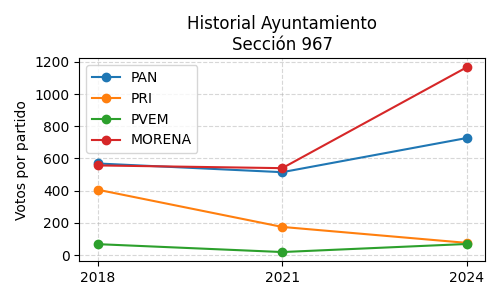 Historial Ayuntamiento
Sección 967
Votos por partido
1200
1000
800
600
400
200
0
PAN
PRI
PVEM
MORENA
2018
2021
2024